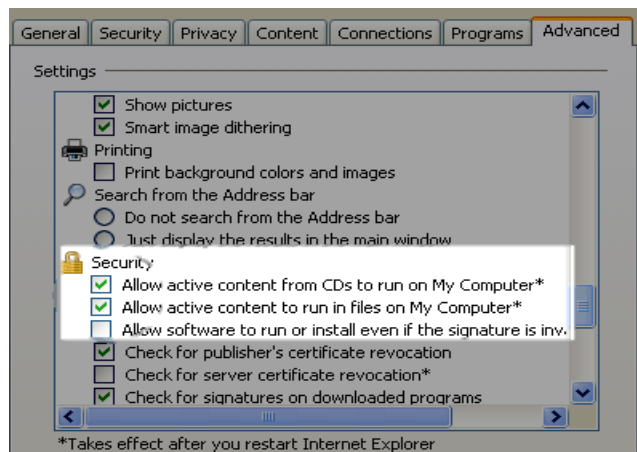 General Security Privacy Content Connections Programs Advanced
Settings
Show pictures
Smart image dithering
Printing
Print background colors and images
Search from the Address bar
Do not search from the Address bar
Just display the results in the main window
Security
Allow active content from CDs to run on My Computer*
Allow active content to run in files on My Computer*
Allow software to run or install even if the signature is
Check for publisher's certificate revocation
Check for server certificate revocation*
Check for signatures on downloaded programs
*Takes effect after you restart Internet Explorer